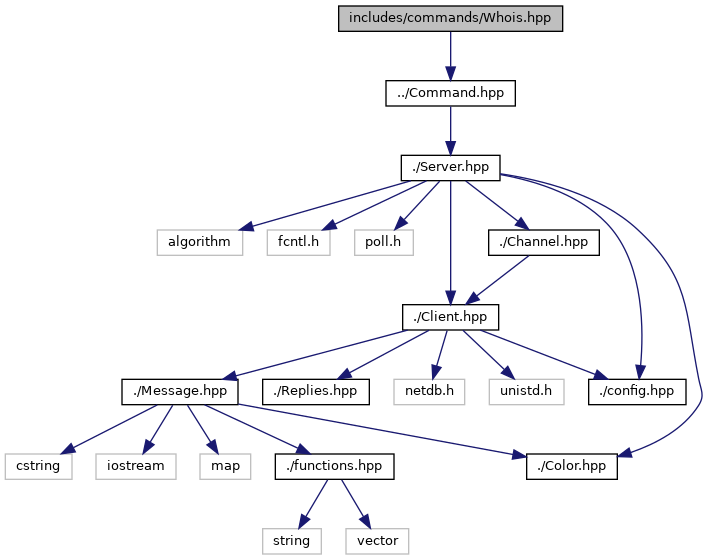 includes/commands/Whois.hpp
../Command.hpp
./Server.hpp
algorithm
fcntl.h
poll.h
./Channel.hpp
./Client.hpp
./Message.hpp
./Replies.hpp
netdb.h
unistd.h
./config.hpp
cstring
iostream
map
./functions.hpp
./Color.hpp
string
vector